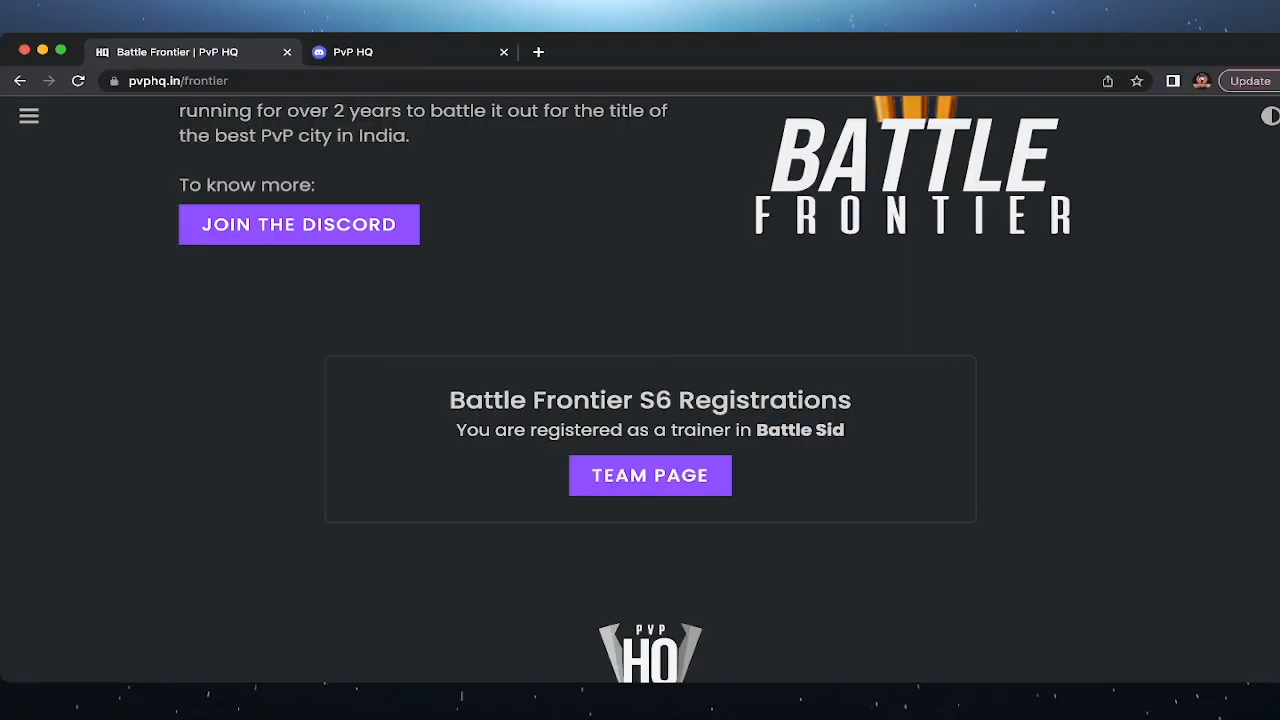 HQ Battle Frontier | PvP HQ
PvP HQ
pvphq.in/frontier
Update
running for over 2 years to battle it out for the title of
the best PvP city in India.
To know more:
JOIN THE DISCORD
BATTLE
FRONTIER
Battle Frontier S6 Registrations
You are registered as a trainer in Battle Sid
TEAM PAGE
PVP
HQ